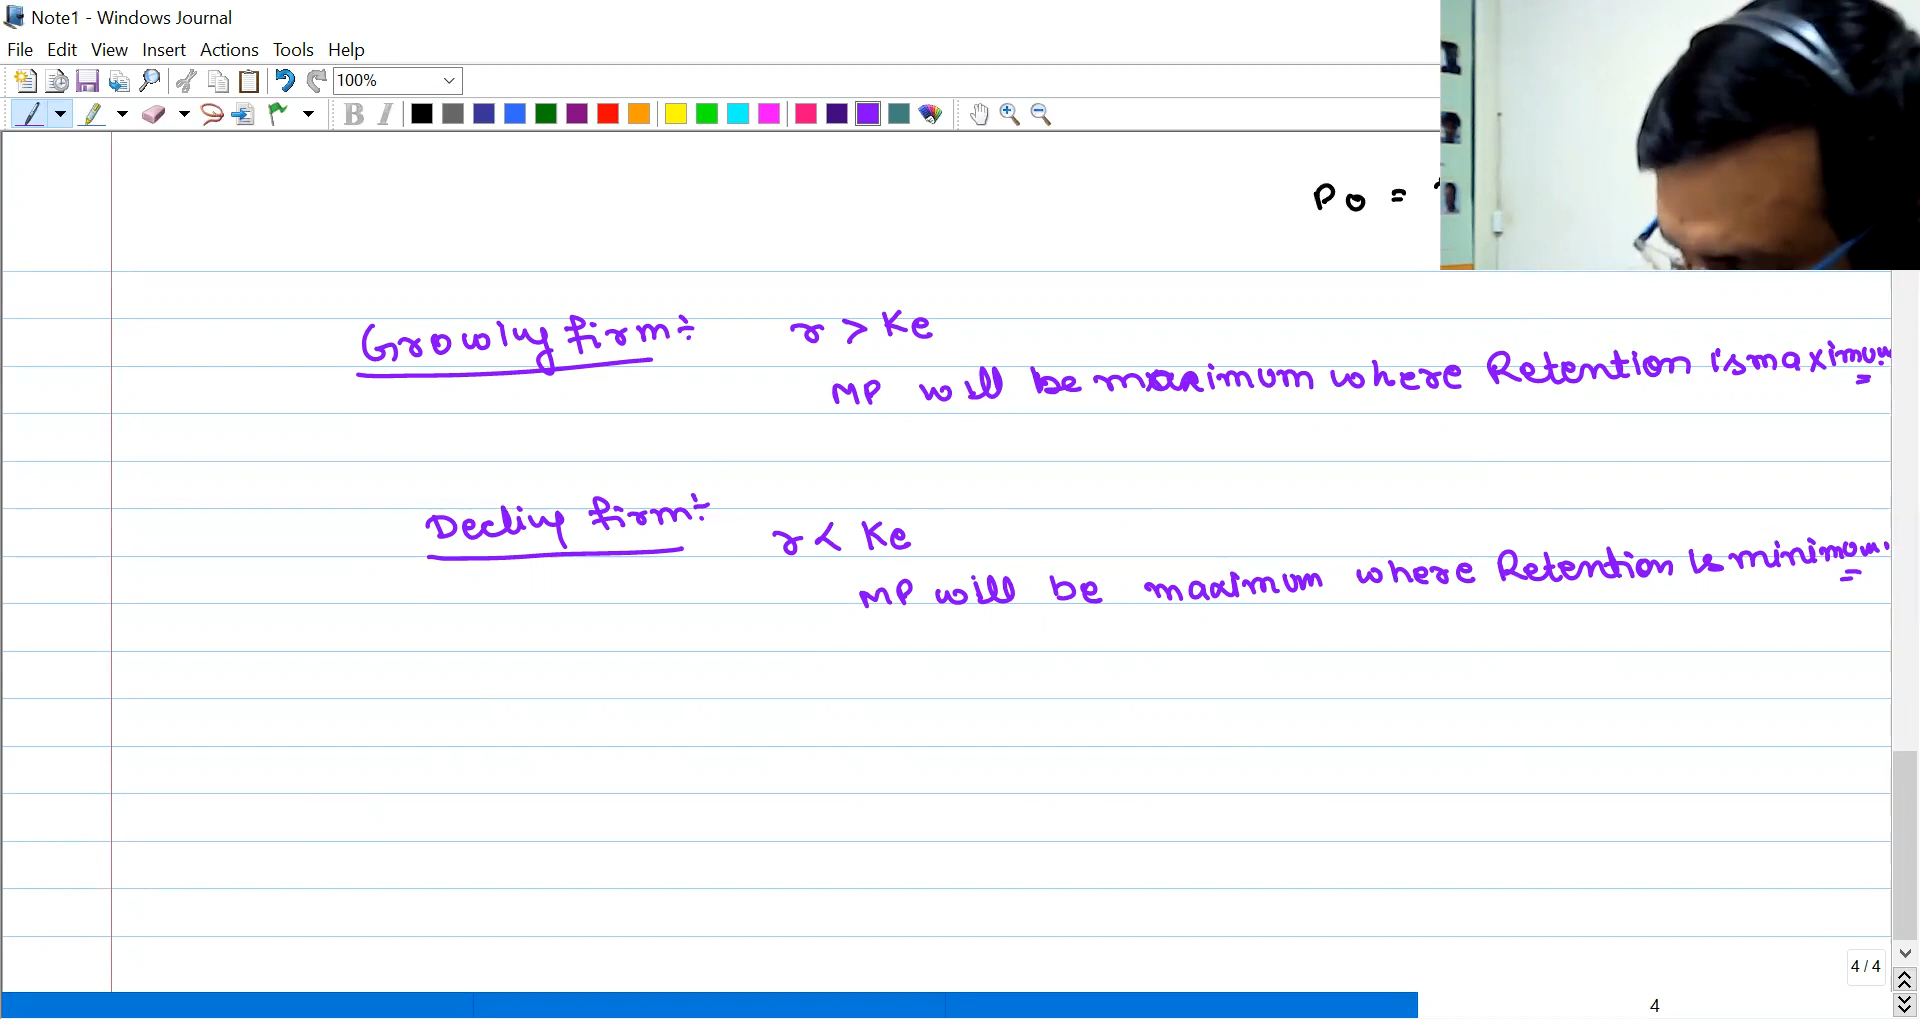 Note1 - Windows Journal
File Edit View Insert Actions Tools Help
100%
B I
P0 =
Growing firm:-
r > Ke
MP will be maximum where Retention is maximum
Decling firm:-
r < Ke
MP will be maximum where Retention is minimum.
4 / 4
4